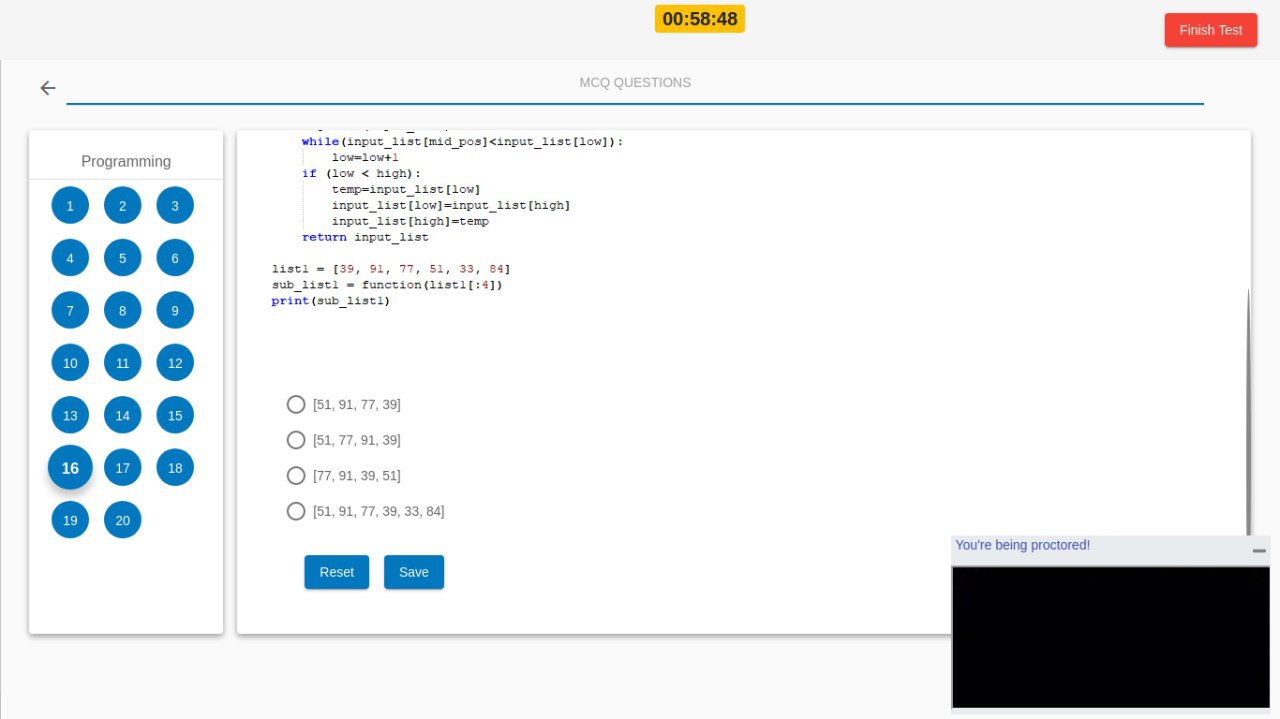 00:58:48
Finish Test
MCQ QUESTIONS
Programming
1 2 3
4 5 6
7 8 9
10 11 12
13 14 15
16 17 18
19 20
while(input_list[mid_pos]<input_list[low]):
low=low+1
if (low < high):
temp=input_list[low]
input_list[low]=input_list[high]
input_list[high]=temp
return input_list
list1 = [39, 91, 77, 51, 33, 84]
sub_list1 = function(list1[:4])
print(sub_list1)
[51, 91, 77, 39]
[51, 77, 91, 39]
[77, 91, 39, 51]
[51, 91, 77, 39, 33, 84]
Reset Save
You're being proctored!